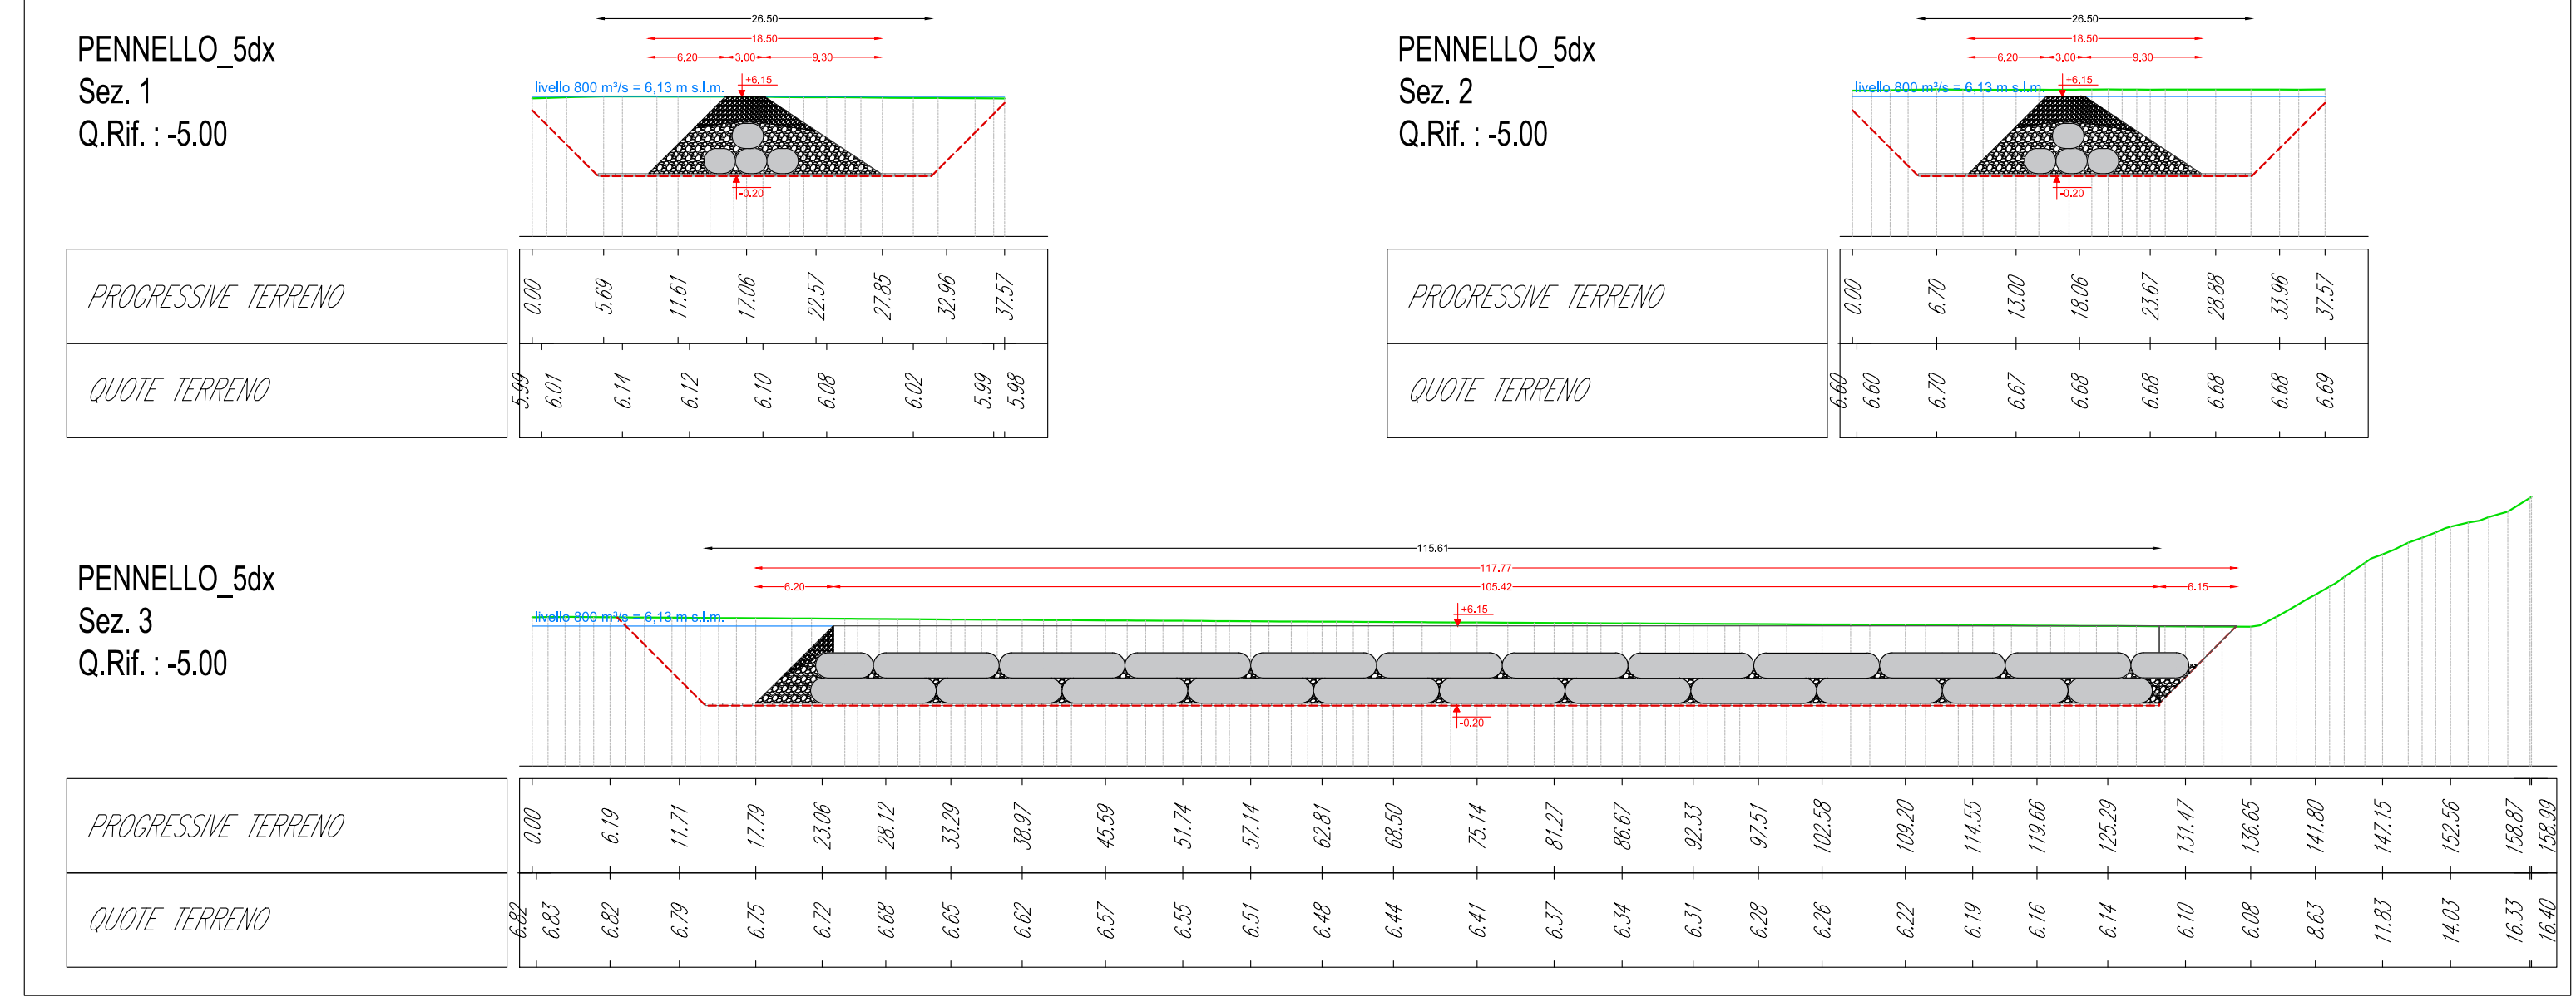 PENNELLO_5dx
Sez. 1
Q.Rif. : -5.00
26.50
18.50
6.20 3.00 9.30
+6.15
livello 800 m³/s = 6,13 m s.l.m.
-0.20
PROGRESSIVE TERRENO 0.00 5.69 11.61 17.06 22.57 27.85 32.96 37.57
QUOTE TERRENO 5.99 6.01 6.14 6.12 6.10 6.08 6.02 5.99 5.98
PENNELLO_5dx
Sez. 2
Q.Rif. : -5.00
26.50
18.50
6.20 3.00 9.30
+6.15
livello 800 m³/s = 6,13 m s.l.m.
-0.20
PROGRESSIVE TERRENO 0.00 6.70 13.00 18.06 23.67 28.88 33.96 37.57
QUOTE TERRENO 6.60 6.60 6.70 6.67 6.68 6.68 6.68 6.68 6.69
PENNELLO_5dx
Sez. 3
Q.Rif. : -5.00
115.61
117.77
6.20 105.42 6.15
+6.15
livello 800 m³/s = 6,13 m s.l.m.
-0.20
PROGRESSIVE TERRENO 0.00 6.19 11.71 17.79 23.06 28.12 33.29 38.97 45.59 51.74 57.14 62.81 68.50 75.14 81.27 86.67 92.33 97.51 102.58 109.20 114.55 119.66 125.29 131.47 136.65 141.80 147.15 152.56 158.87 158.99
QUOTE TERRENO 6.82 6.83 6.82 6.79 6.75 6.72 6.68 6.65 6.62 6.57 6.55 6.51 6.48 6.44 6.41 6.37 6.34 6.31 6.28 6.26 6.22 6.19 6.16 6.14 6.10 6.08 8.63 11.83 14.03 16.33 16.40